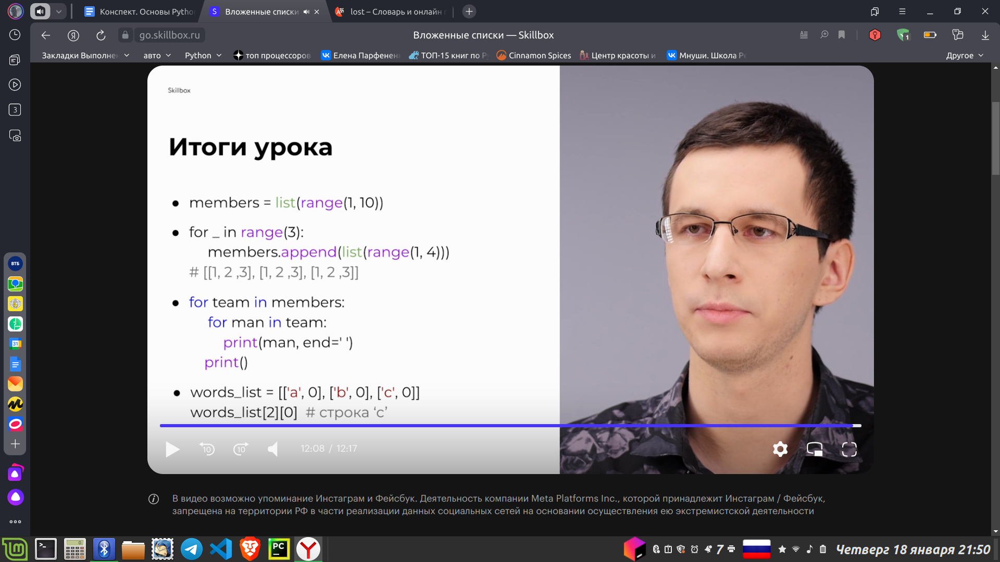 Конспект. Основы Pytho
S
Вложенные списки
lost – Словарь и онлайн
go.skillbox.ru
Вложенные списки — Skillbox
1
Закладки Выполнен
авто
Python
топ процессоров
Елена Парфенен
ТОП-15 книг по Р
Cinnamon Spices
Центр красоты и
Мнуши. Школа Ре
Другое
3
Skillbox
Итоги урока
● members = list(range(1, 10))
● for _ in range(3):
members.append(list(range(1, 4)))
# [[1, 2 ,3], [1, 2 ,3], [1, 2 ,3]]
● for team in members:
for man in team:
print(man, end=' ')
print()
● words_list = [['a', 0], ['b', 0], ['c', 0]]
words_list[2][0] # строка ‘c’
10
10
12:08 / 12:17
ВТБ
31
В видео возможно упоминание Инстаграм и Фейсбук. Деятельность компании Meta Platforms Inc., которой принадлежит Инстаграм / Фейсбук,
запрещена на территории РФ в части реализации данных социальных сетей на основании осуществления ею экстремистской деятельности
PC
7
Четверг 18 января 21:50